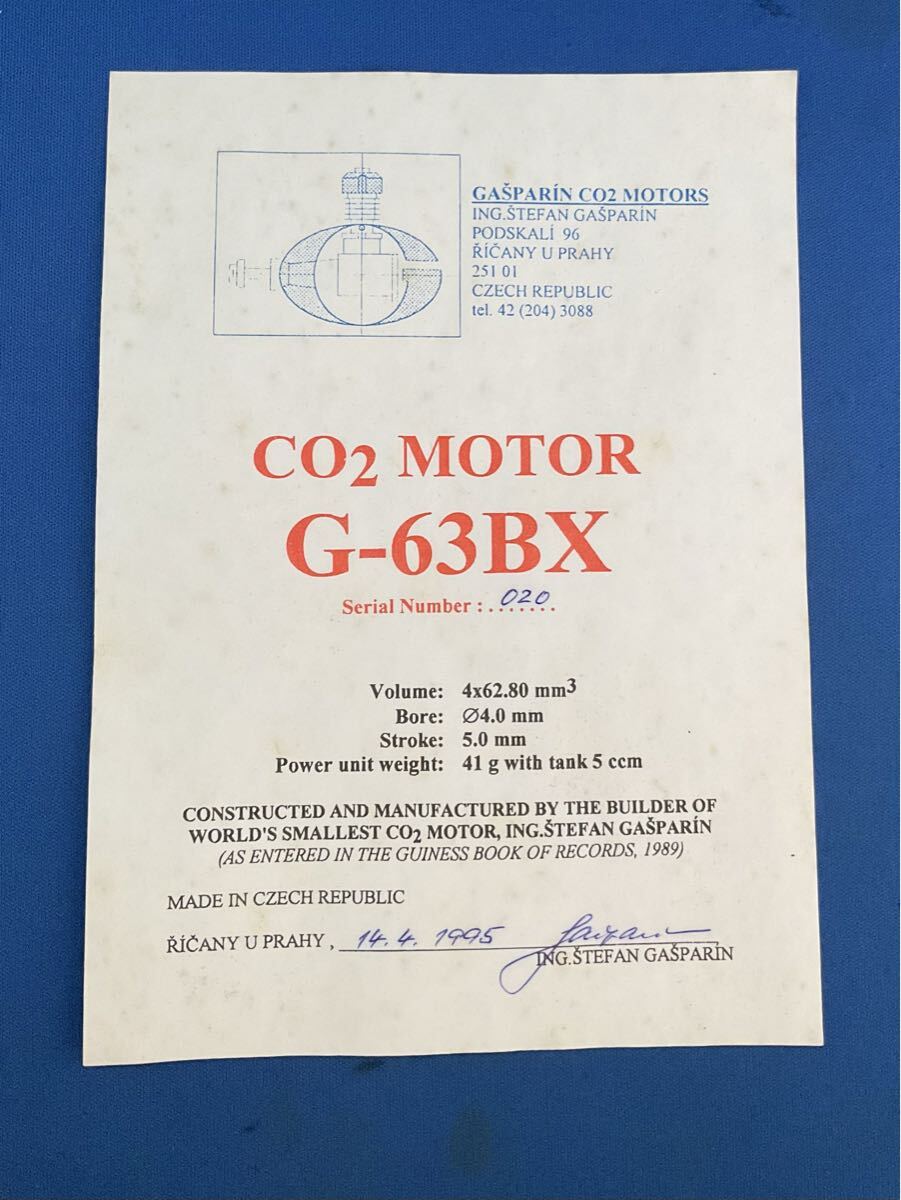 GAŠPARÍN CO2 MOTORS
ING.ŠTEFAN GAŠPARÍN
PODSKALÍ 96
ŘÍČANY U PRAHY
251 01
CZECH REPUBLIC
tel. 42 (204) 3088
CO2 MOTOR
G-63BX
Serial Number : .020......
Volume: 4x62.80 mm3
Bore: Ø4.0 mm
Stroke: 5.0 mm
Power unit weight: 41 g with tank 5 ccm
CONSTRUCTED AND MANUFACTURED BY THE BUILDER OF
WORLD'S SMALLEST CO2 MOTOR, ING.ŠTEFAN GAŠPARÍN
(AS ENTERED IN THE GUINESS BOOK OF RECORDS, 1989)
MADE IN CZECH REPUBLIC
ŘÍČANY U PRAHY , 14. 4. 1995 Gašparín
ING.ŠTEFAN GAŠPARÍN